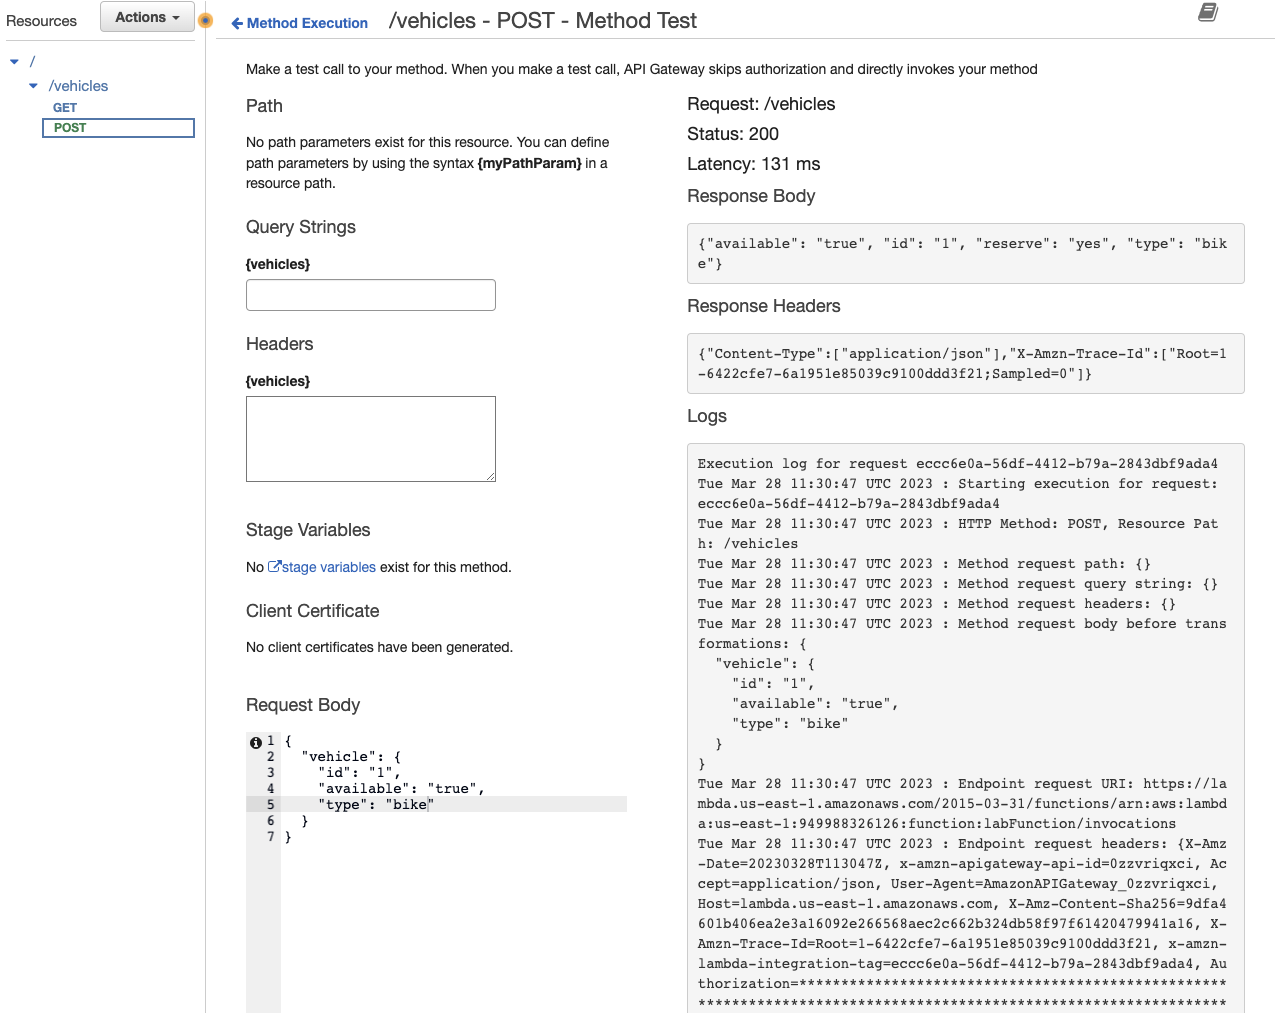 Resources
Actions
Method Execution
/vehicles - POST - Method Test
/
/vehicles
GET
POST
Make a test call to your method. When you make a test call, API Gateway skips authorization and directly invokes your method
Path
No path parameters exist for this resource. You can define
path parameters by using the syntax {myPathParam} in a
resource path.
Query Strings
{vehicles}
Headers
{vehicles}
Stage Variables
No stage variables exist for this method.
Client Certificate
No client certificates have been generated.
Request Body
1 {
2 "vehicle": {
3 "id": "1",
4 "available": "true",
5 "type": "bike"
6 }
7 }
Request: /vehicles
Status: 200
Latency: 131 ms
Response Body
{"available": "true", "id": "1", "reserve": "yes", "type": "bik
e"}
Response Headers
{"Content-Type":["application/json"],"X-Amzn-Trace-Id":["Root=1
-6422cfe7-6a1951e85039c9100ddd3f21;Sampled=0"]}
Logs
Execution log for request eccc6e0a-56df-4412-b79a-2843dbf9ada4
Tue Mar 28 11:30:47 UTC 2023 : Starting execution for request:
eccc6e0a-56df-4412-b79a-2843dbf9ada4
Tue Mar 28 11:30:47 UTC 2023 : HTTP Method: POST, Resource Pat
h: /vehicles
Tue Mar 28 11:30:47 UTC 2023 : Method request path: {}
Tue Mar 28 11:30:47 UTC 2023 : Method request query string: {}
Tue Mar 28 11:30:47 UTC 2023 : Method request headers: {}
Tue Mar 28 11:30:47 UTC 2023 : Method request body before trans
formations: {
"vehicle": {
"id": "1",
"available": "true",
"type": "bike"
}
}
Tue Mar 28 11:30:47 UTC 2023 : Endpoint request URI: https://la
mbda.us-east-1.amazonaws.com/2015-03-31/functions/arn:aws:lambd
a:us-east-1:949988326126:function:labFunction/invocations
Tue Mar 28 11:30:47 UTC 2023 : Endpoint request headers: {X-Amz
-Date=20230328T113047Z, x-amzn-apigateway-api-id=0zzvriqxci, Ac
cept=application/json, User-Agent=AmazonAPIGateway_0zzvriqxci,
Host=lambda.us-east-1.amazonaws.com, X-Amz-Content-Sha256=9dfa4
601b406ea2e3a16092e266568aec2c662b324db58f97f61420479941a16, X-
Amzn-Trace-Id=Root=1-6422cfe7-6a1951e85039c9100ddd3f21, x-amzn-
lambda-integration-tag=eccc6e0a-56df-4412-b79a-2843dbf9ada4, Au
thorization=***************************************************
***************************************************************